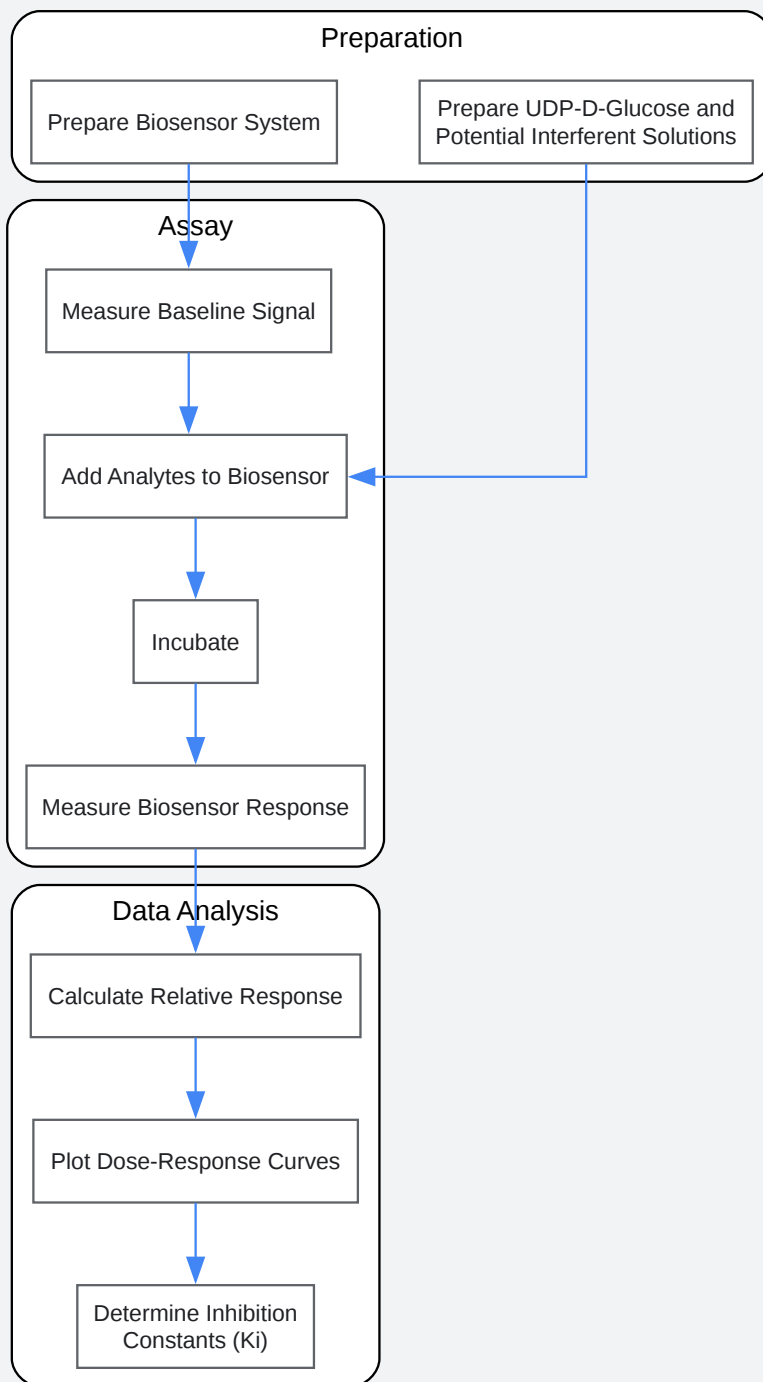 Preparation
Prepare Biosensor System
Prepare UDP-D-Glucose and
Potential Interferent Solutions
Assay
Measure Baseline Signal
Add Analytes to Biosensor
Incubate
Measure Biosensor Response
Data Analysis
Calculate Relative Response
Plot Dose-Response Curves
Determine Inhibition
Constants (Ki)